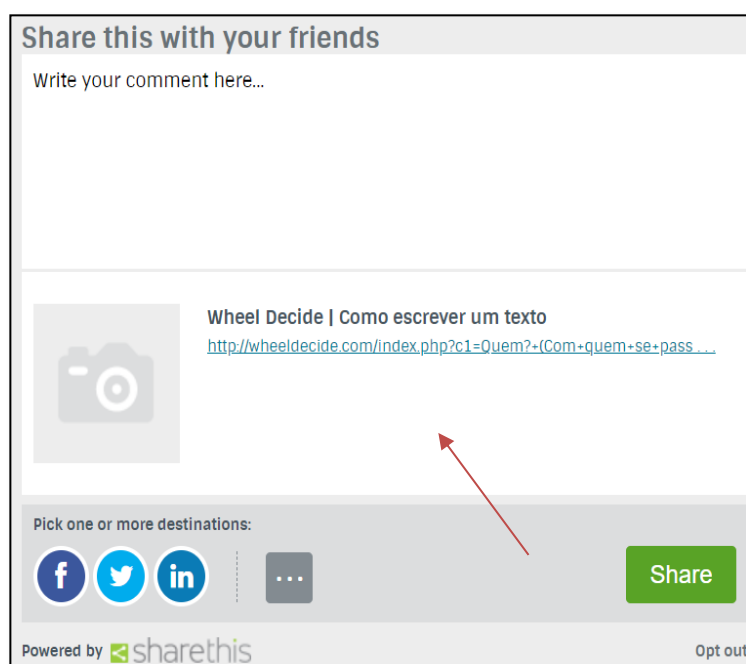 Share this with your friends
Write your comment here...
Wheel Decide | Como escrever um texto
http://wheeldecide.com/index.php?c1=Quem?+(Com+quem+se+pass . . .
Pick one or more destinations:
f in ... Share
Powered by sharethis Opt out